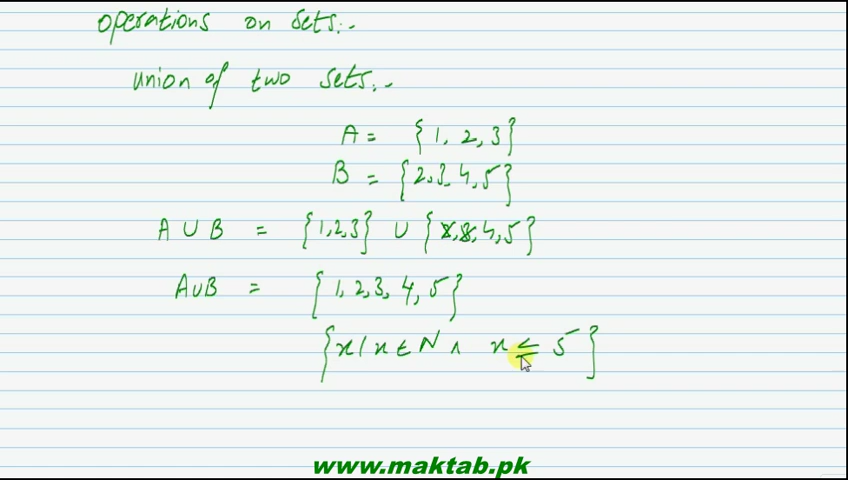 operations on sets:-
union of two sets:-
A = {1, 2, 3}
B = {2,3,4,5}
A ∪ B = {1,2,3} ∪ {2,3,4,5}
A∪B = {1,2,3,4,5}
{x/x ∈ N ∧ x ≤ 5}
www.maktab.pk